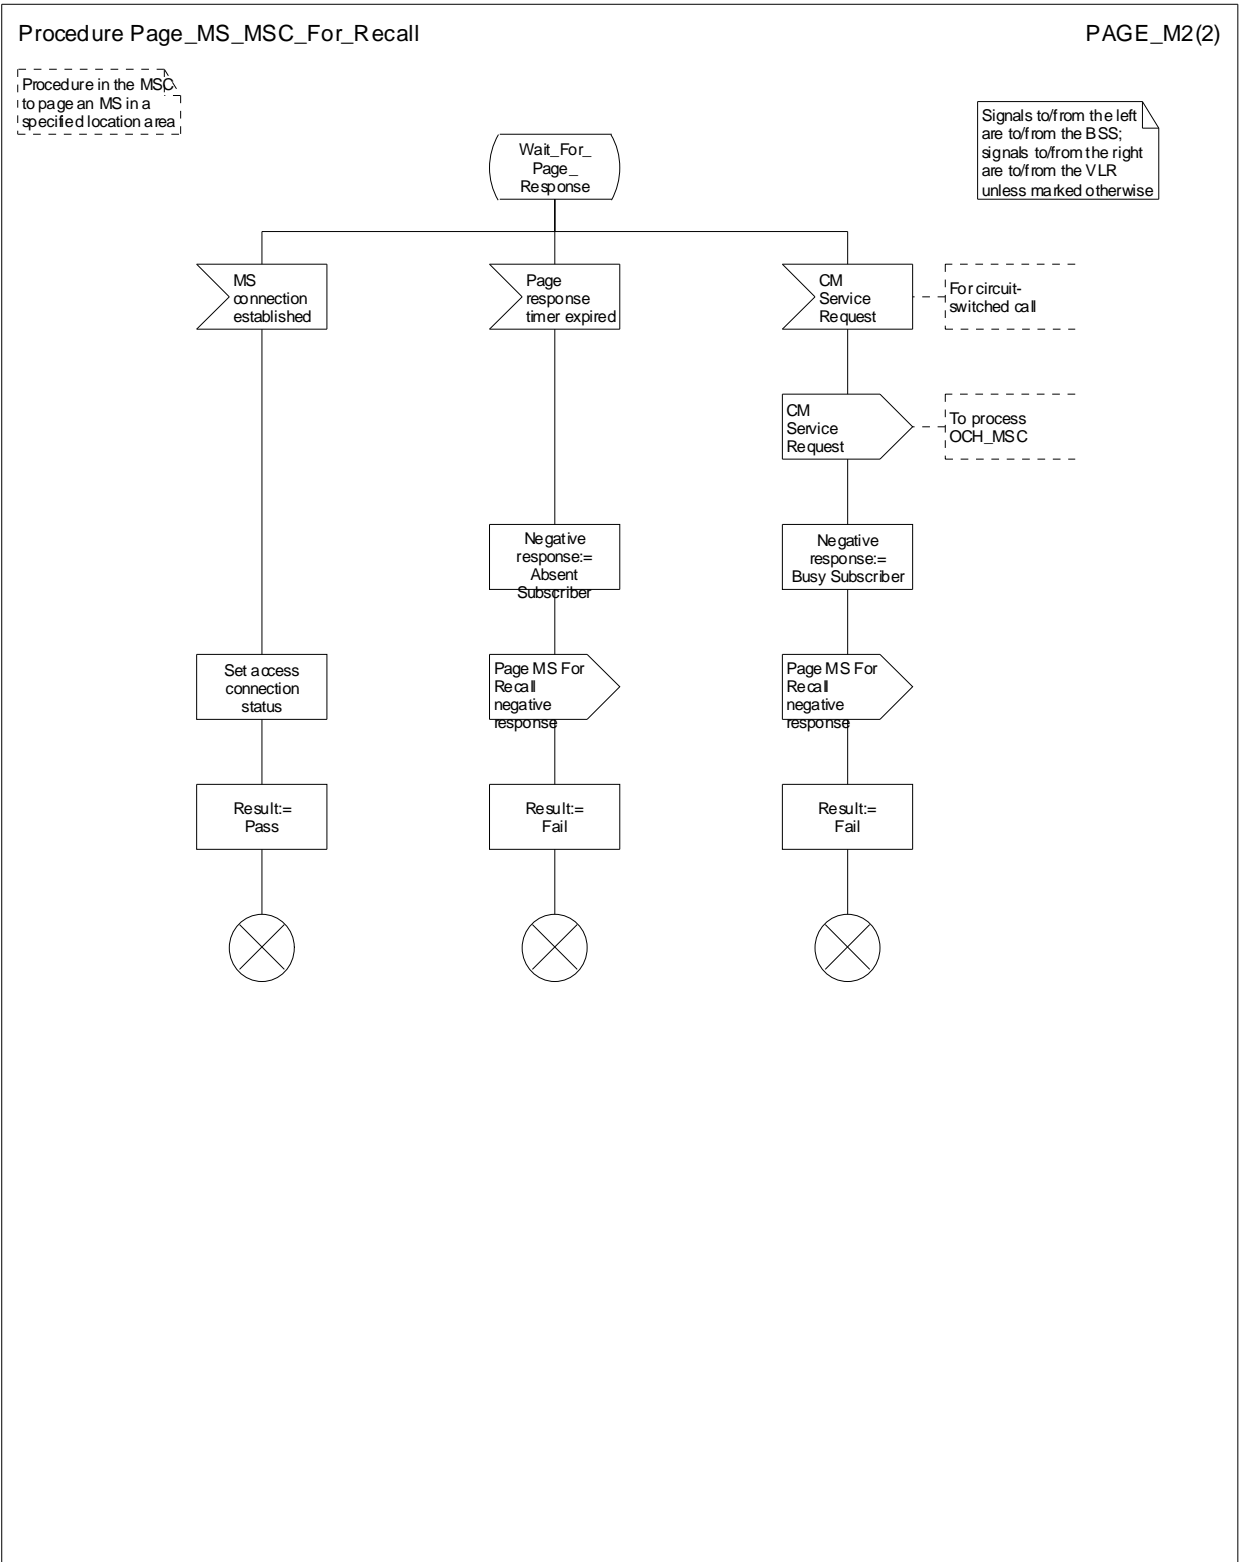 Procedure Page_MS_MSC_For_Recall
PAGE_M2(2)
Procedure in the MSC
to page an MS in a
specified location area
Signals to/from the left
are to/from the BSS;
signals to/from the right
are to/from the VLR
unless marked otherwise
Wait_For_
Page_
Response
MS
connection
established
Page
response
timer expired
CM
Service
Request
For circuit-
switched call
CM
Service
Request
To process
OCH_MSC
Negative
response:=
Absent
Subscriber
Negative
response:=
Busy Subscriber
Set access
connection
status
Page MS For
Recall
negative
response
Page MS For
Recall
negative
response
Result:=
Pass
Result:=
Fail
Result:=
Fail